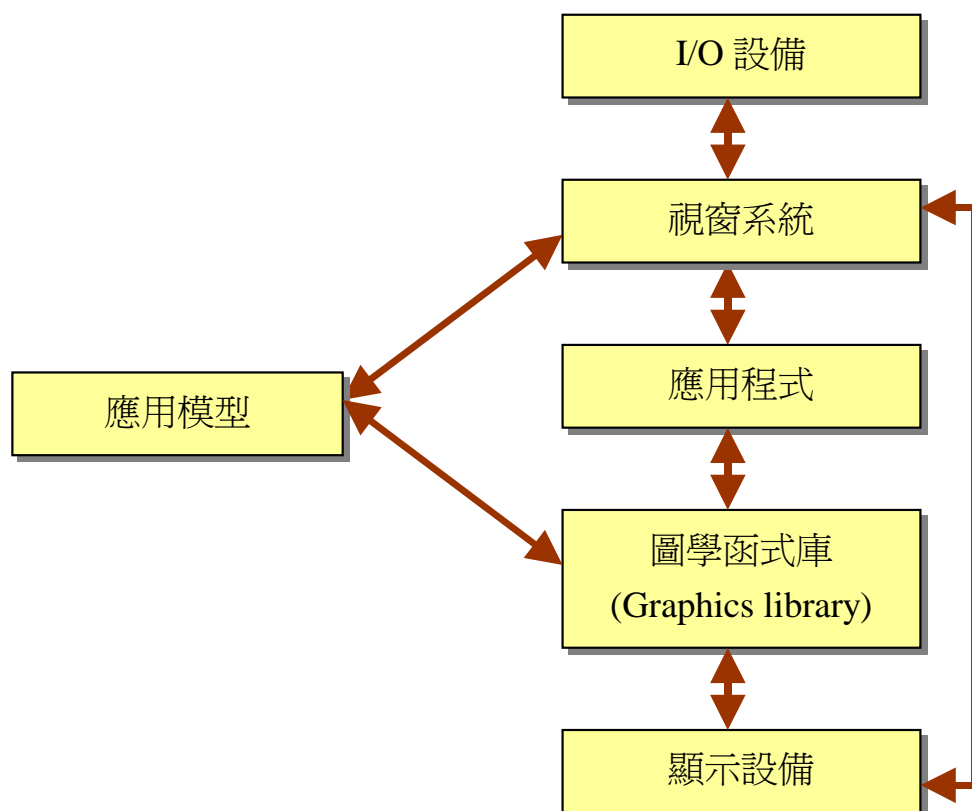 I/O 設備
視窗系統
應用程式
應用模型
圖學函式庫
(Graphics library)
顯示設備